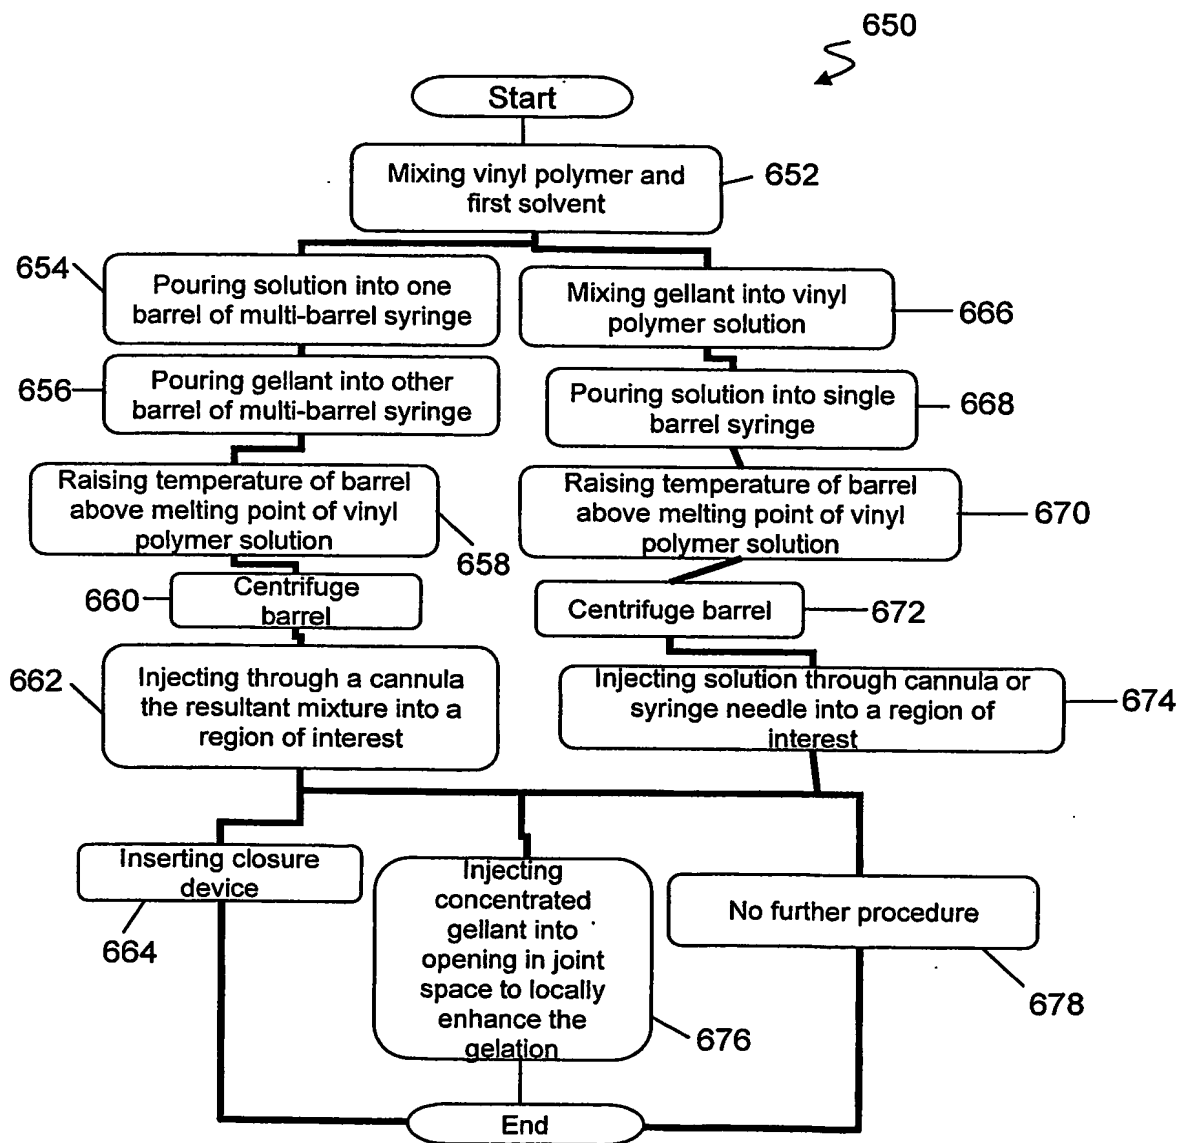 650
Start
Mixing vinyl polymer and
first solvent
652
654
Pouring solution into one
barrel of multi-barrel syringe
Mixing gellant into vinyl
polymer solution
666
656
Pouring gellant into other
barrel of multi-barrel syringe
Pouring solution into single
barrel syringe
668
Raising temperature of barrel
above melting point of vinyl
polymer solution
658
Raising temperature of barrel
above melting point of vinyl
polymer solution
670
660
Centrifuge
barrel
Centrifuge barrel
672
662
Injecting through a cannula
the resultant mixture into a
region of interest
Injecting solution through cannula or
syringe needle into a region of
interest
674
Inserting closure
device
664
Injecting
concentrated
gellant into
opening in joint
space to locally
enhance the
gelation
676
No further procedure
678
End